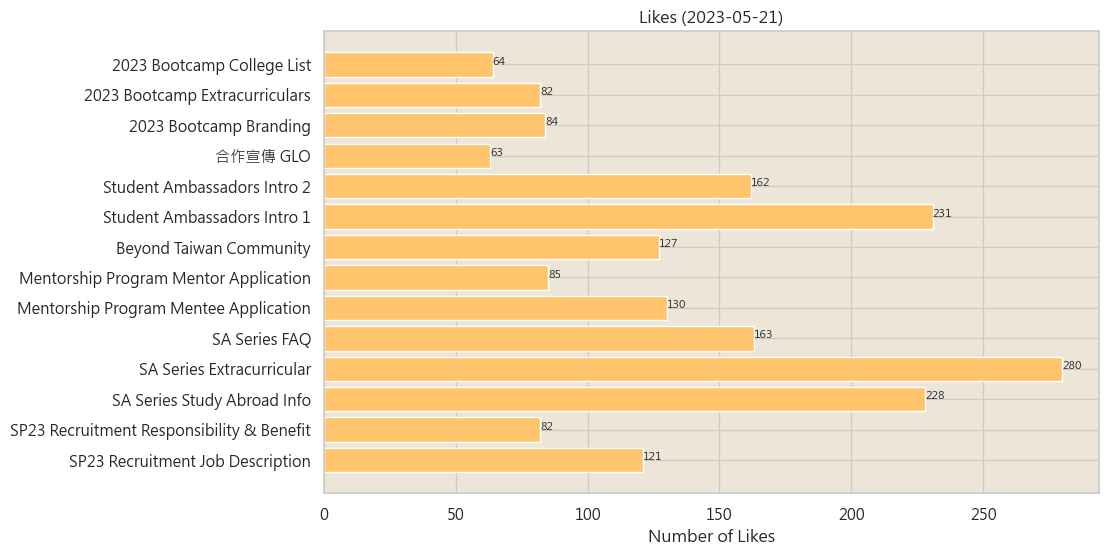 Likes (2023-05-21)
2023 Bootcamp College List 64
2023 Bootcamp Extracurriculars 82
2023 Bootcamp Branding 84
合作宣傳 GLO 63
Student Ambassadors Intro 2 162
Student Ambassadors Intro 1 231
Beyond Taiwan Community 127
Mentorship Program Mentor Application 85
Mentorship Program Mentee Application 130
SA Series FAQ 163
SA Series Extracurricular 280
SA Series Study Abroad Info 228
SP23 Recruitment Responsibility & Benefit 82
SP23 Recruitment Job Description 121
0 50 100 150 200 250
Number of Likes